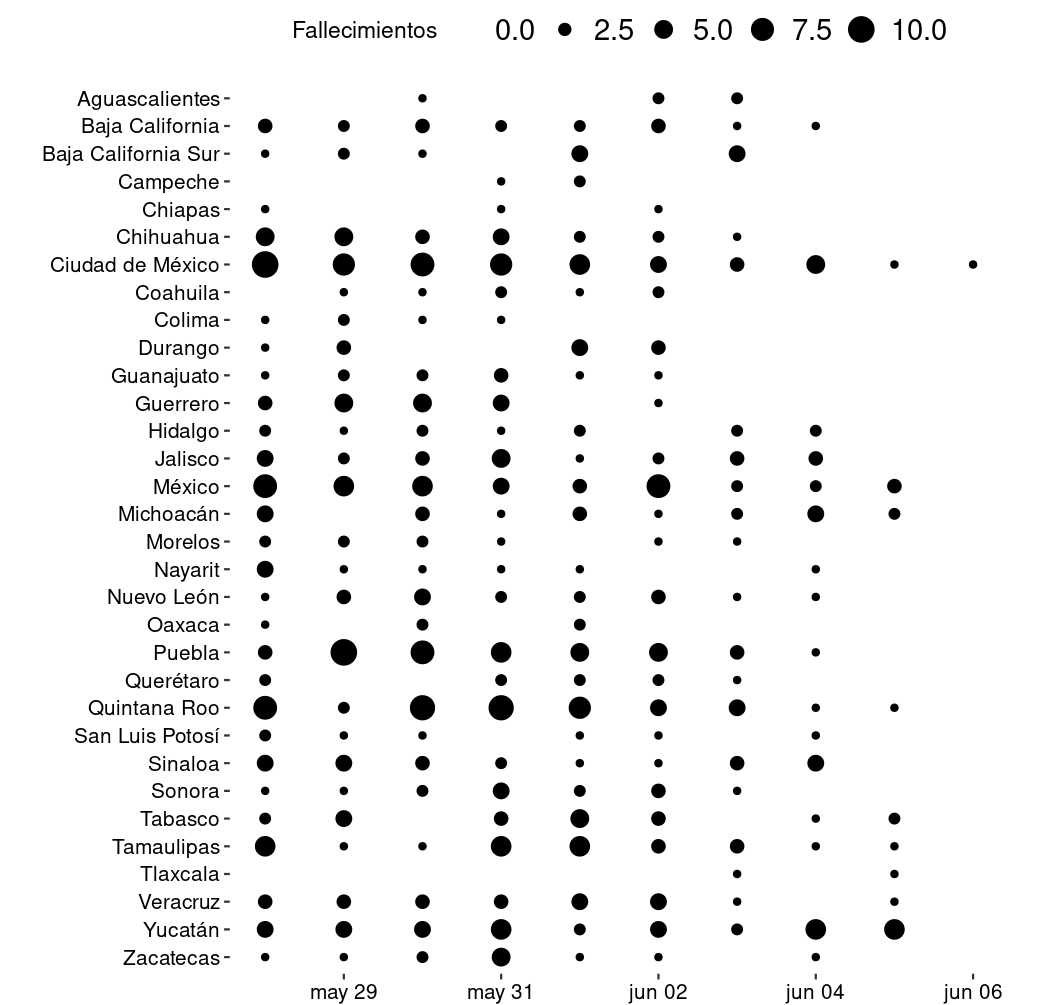 Fallecimientos 0.0 2.5 5.0 7.5 10.0
Aguascalientes
Baja California
Baja California Sur
Campeche
Chiapas
Chihuahua
Ciudad de México
Coahuila
Colima
Durango
Guanajuato
Guerrero
Hidalgo
Jalisco
México
Michoacán
Morelos
Nayarit
Nuevo León
Oaxaca
Puebla
Querétaro
Quintana Roo
San Luis Potosí
Sinaloa
Sonora
Tabasco
Tamaulipas
Tlaxcala
Veracruz
Yucatán
Zacatecas
may 29 may 31 jun 02 jun 04 jun 06